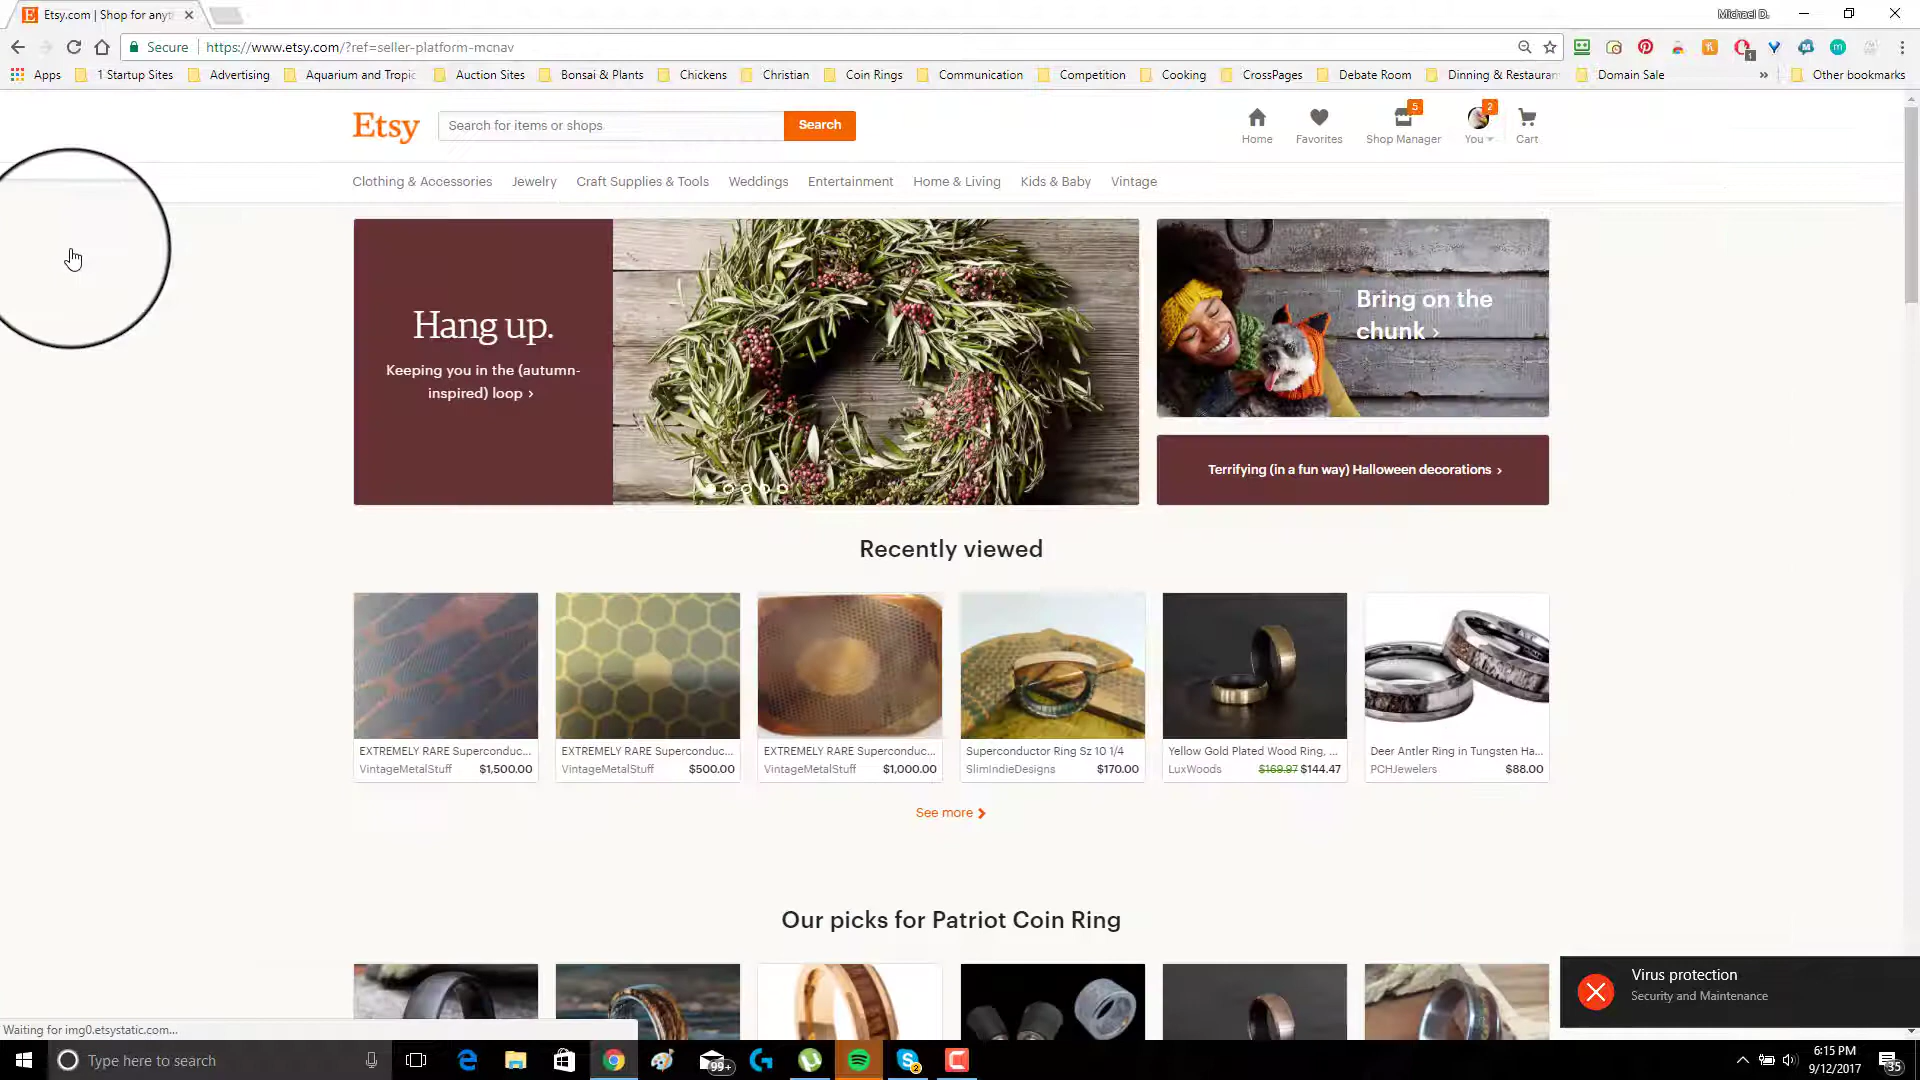 Etsy.com | Shop for anyt
Michael D.
Secure https://www.etsy.com/?ref=seller-platform-mcnav
1
Apps 1 Startup Sites Advertising Aquarium and Tropic Auction Sites Bonsai & Plants Chickens Christian Coin Rings Communication Competition Cooking CrossPages Debate Room Dinning & Restauran Domain Sale » Other bookmarks
Etsy Search for items or shops Search
5 2
Home Favorites Shop Manager You Cart
Clothing & Accessories Jewelry Craft Supplies & Tools Weddings Entertainment Home & Living Kids & Baby Vintage
Hang up.
Keeping you in the (autumn-
inspired) loop ›
Bring on the
chunk ›
Terrifying (in a fun way) Halloween decorations ›
Recently viewed
EXTREMELY RARE Superconduc... EXTREMELY RARE Superconduc... EXTREMELY RARE Superconduc... Superconductor Ring Sz 10 1/4 Yellow Gold Plated Wood Ring, ... Deer Antler Ring in Tungsten Ha...
VintageMetalStuff $1,500.00 VintageMetalStuff $500.00 VintageMetalStuff $1,000.00 SlimIndieDesigns $170.00 LuxWoods $169.97 $144.47 PCHJewelers $88.00
See more
Our picks for Patriot Coin Ring
Virus protection
Security and Maintenance
Waiting for img0.etsystatic.com...
Type here to search
99+
2
6:15 PM
9/12/2017
35